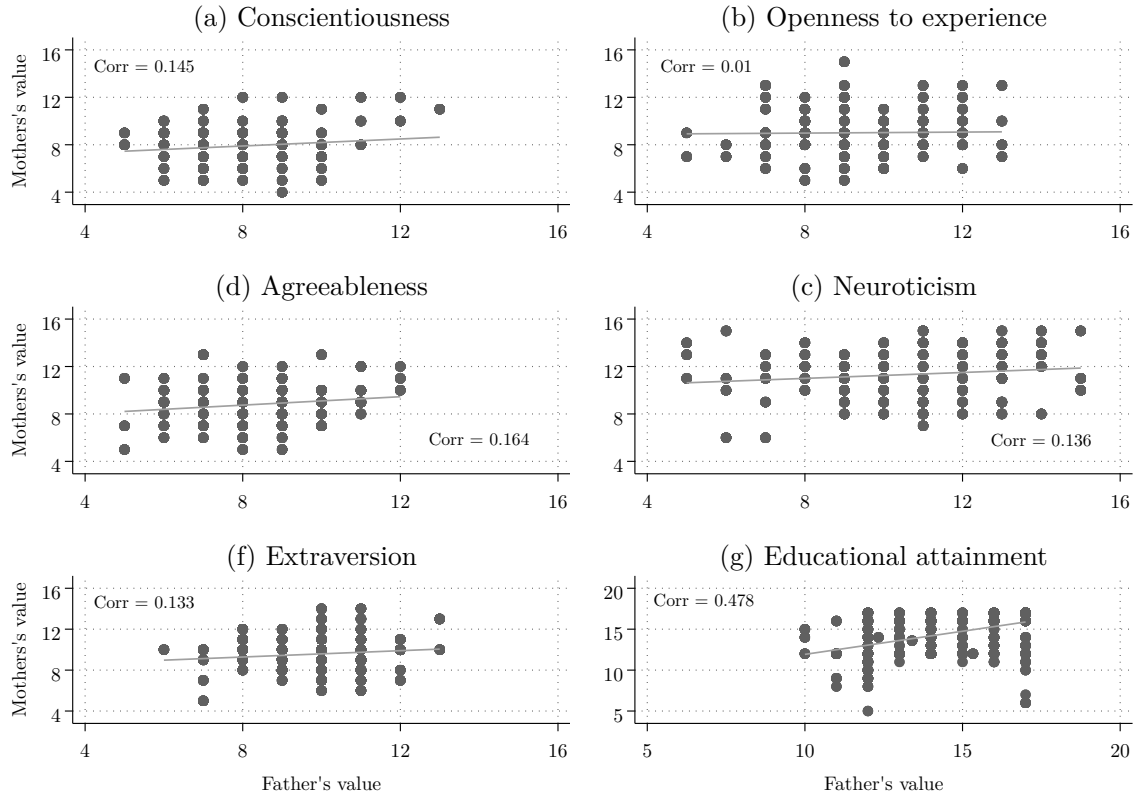 (a) Conscientiousness
Mothers's value
16
12
8
4
Corr = 0.145
4 8 12 16
(b) Openness to experience
16
12
8
4
Corr = 0.01
4 8 12 16
(d) Agreeableness
Mothers's value
16
12
8
4
Corr = 0.164
4 8 12 16
(c) Neuroticism
16
12
8
4
Corr = 0.136
4 8 12 16
(f) Extraversion
Mothers's value
16
12
8
4
Corr = 0.133
4 8 12 16
Father's value
(g) Educational attainment
20
15
10
5
Corr = 0.478
5 10 15 20
Father's value